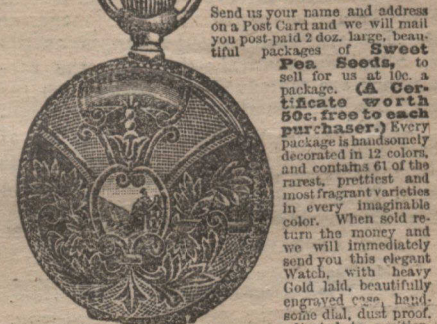 Send us your name and address
on a Post Card and we will mail
you post-paid 2 doz. large, beau-
tiful packages of Sweet
Pea Seeds, to
sell for us at 10c. a
package. (A Cer-
tificate worth
50c. free to each
purchaser.) Every
package is handsomely
decorated in 12 colors,
and contains 61 of the
rarest, prettiest and
most fragrant varieties
in every imaginable
color. When sold re-
turn the money and
we will immediately
send you this elegant
Watch, with heavy
Gold laid, beautifully
engraved case, hand-
some dial, dust proof,